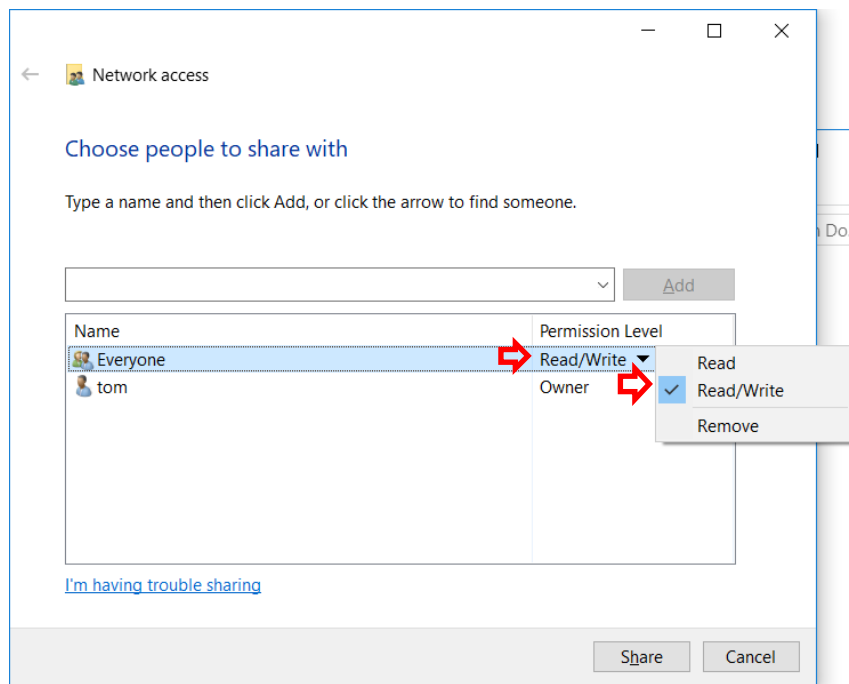 Network access
Choose people to share with
Type a name and then click Add, or click the arrow to find someone.
Add
Name Permission Level
Everyone Read/Write
tom Owner
Read
Read/Write
Remove
I'm having trouble sharing
Share Cancel
Do